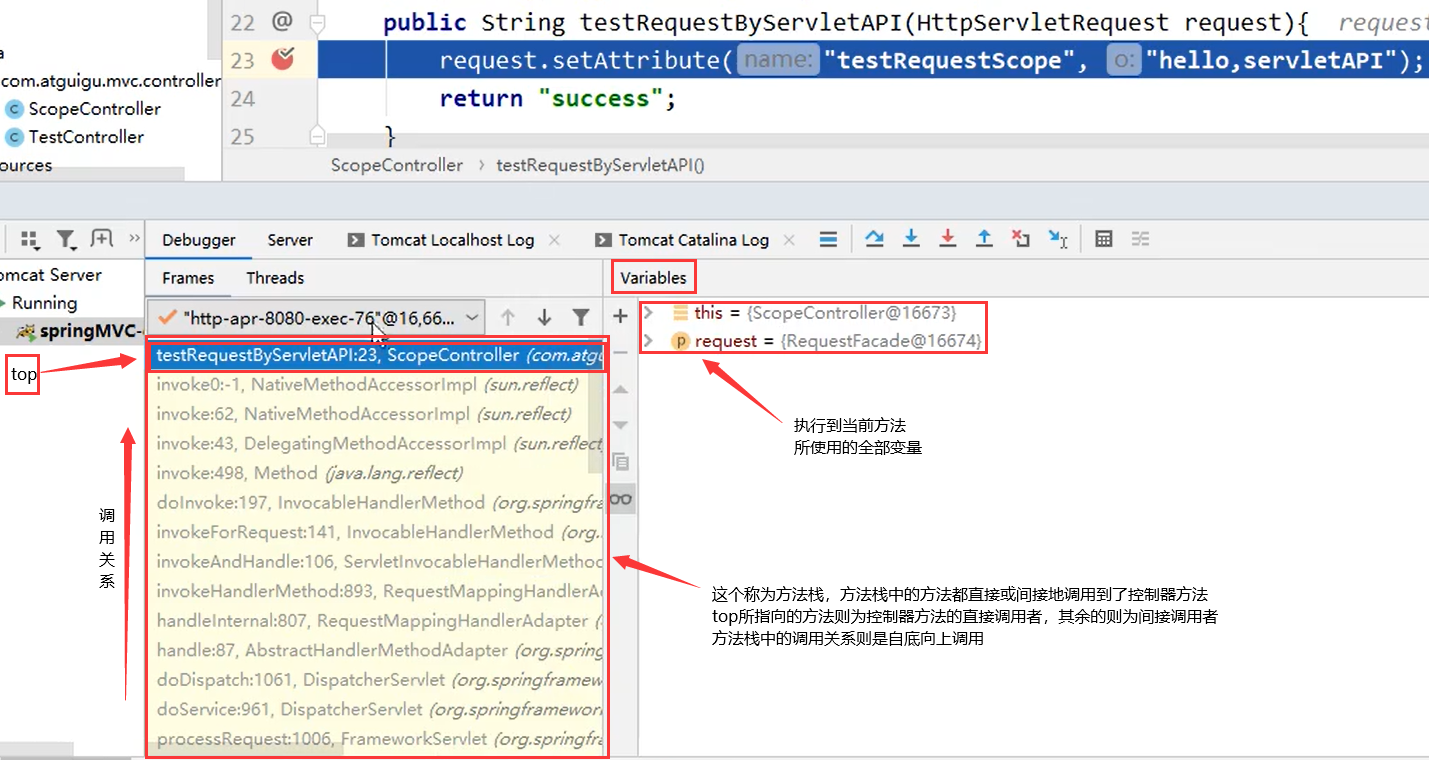 22 @ public String testRequestByServletAPI(HttpServletRequest request){ request
a
23 request.setAttribute( name: "testRequestScope", o: "hello,servletAPI");
com.atguigu.mvc.controller
24 return "success";
C ScopeController
C TestController
25 }
ources
ScopeController › testRequestByServletAPI()
Debugger Server Tomcat Localhost Log × Tomcat Catalina Log ×
omcat Server
Frames Threads
Variables
Running
springMVC-
"http-apr-8080-exec-76"@16,66...
this = {ScopeController@16673}
p request = {RequestFacade@16674}
top
testRequestByServletAPI:23, ScopeController (com.atgu
invoke0:-1, NativeMethodAccessorImpl (sun.reflect)
invoke:62, NativeMethodAccessorImpl (sun.reflect)
invoke:43, DelegatingMethodAccessorImpl (sun.reflect
invoke:498, Method (java.lang.reflect)
doInvoke:197, InvocableHandlerMethod (org.springfra
invokeForRequest:141, InvocableHandlerMethod (org.
invokeAndHandle:106, ServletInvocableHandlerMethod
invokeHandlerMethod:893, RequestMappingHandlerAd
handleInternal:807, RequestMappingHandlerAdapter (
handle:87, AbstractHandlerMethodAdapter (org.spring
doDispatch:1061, DispatcherServlet (org.springframew
doService:961, DispatcherServlet (org.springframewor
processRequest:1006, FrameworkServlet (org.springfra
调
用
关
系
执行到当前方法
所使用的全部变量
这个称为方法栈，方法栈中的方法都直接或间接地调用到了控制器方法
top所指向的方法则为控制器方法的直接调用者，其余的则为间接调用者
方法栈中的调用关系则是自底向上调用